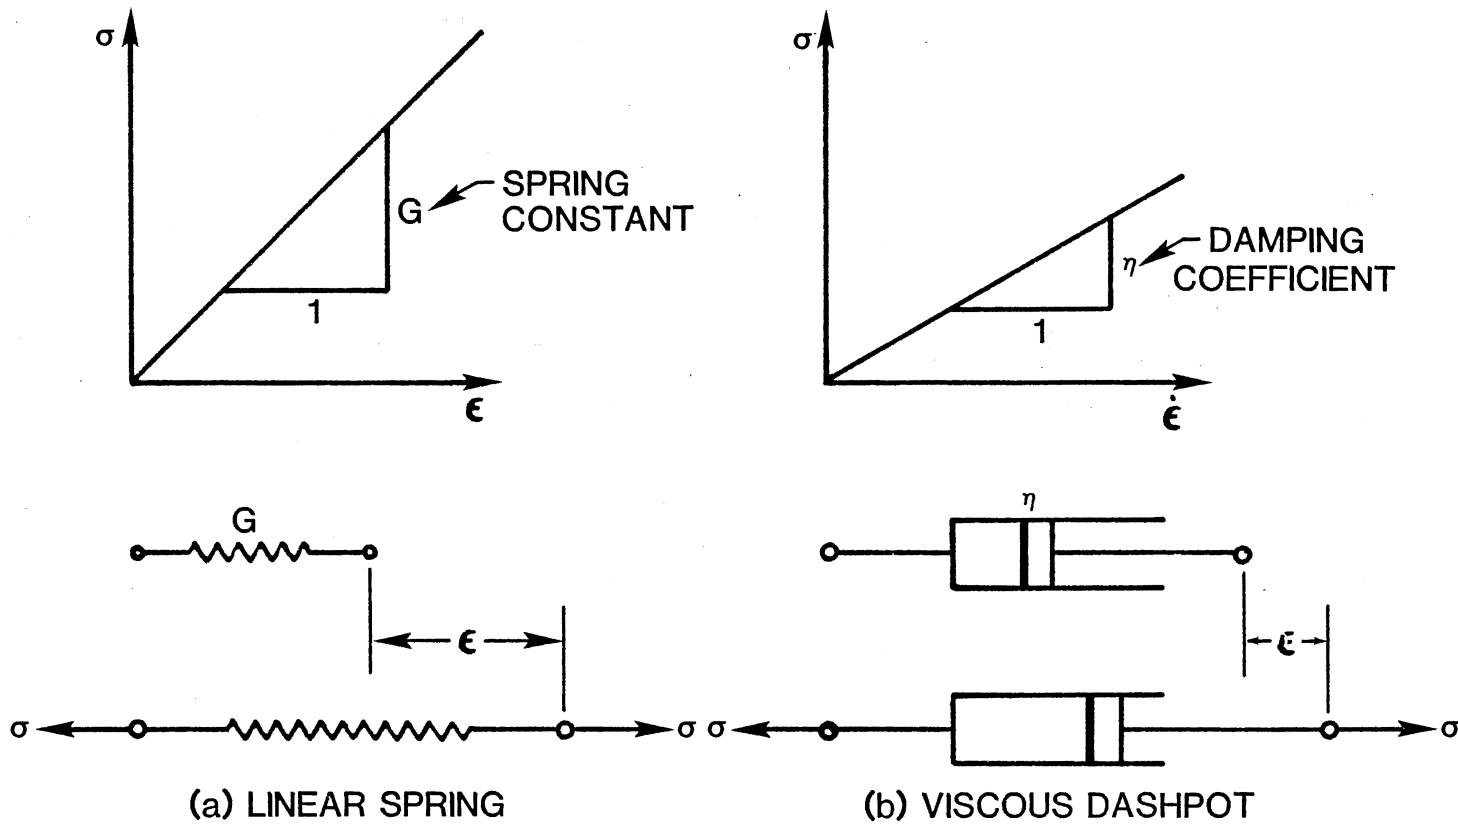 σ
G
SPRING
CONSTANT
1
ϵ
σ
η
DAMPING
COEFFICIENT
1
ϵ̇
G
ϵ
σ
σ
(a) LINEAR SPRING
η
ϵ
σ
σ
(b) VISCOUS DASHPOT